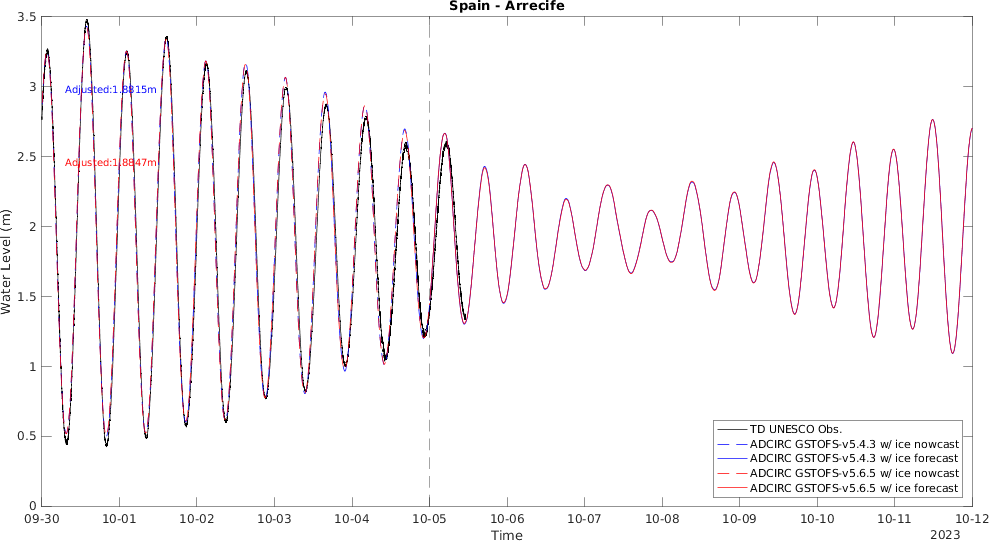 Spain - Arrecife
3.5
3
2.5
2
1.5
1
0.5
0
Water Level (m)
Adjusted:1.8815m
Adjusted:1.8847m
TD UNESCO Obs.
ADCIRC GSTOFS-v5.4.3 w/ ice nowcast
ADCIRC GSTOFS-v5.4.3 w/ ice forecast
ADCIRC GSTOFS-v5.6.5 w/ ice nowcast
ADCIRC GSTOFS-v5.6.5 w/ ice forecast
09-30 10-01 10-02 10-03 10-04 10-05 10-06 10-07 10-08 10-09 10-10 10-11 10-12
Time
2023